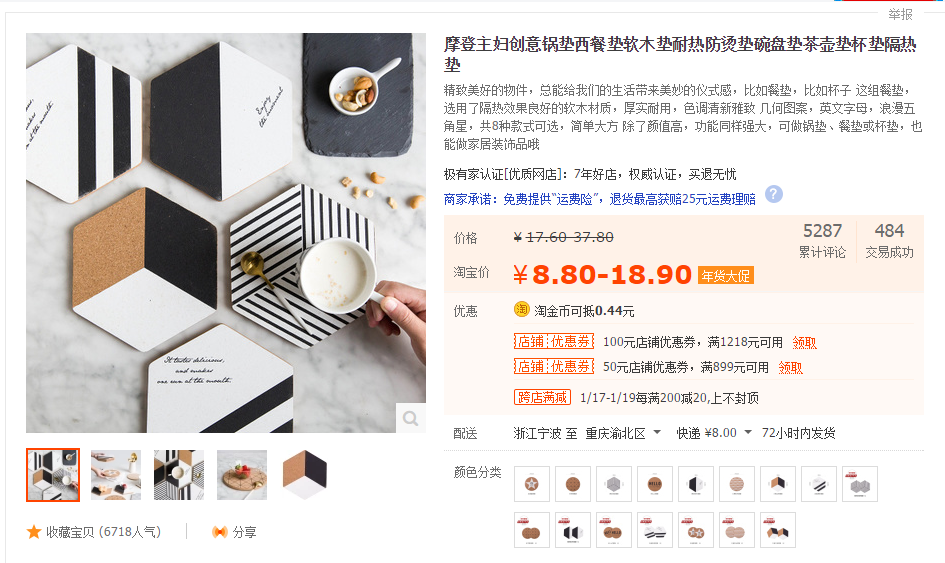 举报
摩登主妇创意锅垫西餐垫软木垫耐热防烫垫碗盘垫茶壶垫杯垫隔热
垫
精致美好的物件，总能给我们的生活带来美妙的仪式感，比如餐垫，比如杯子 这组餐垫，
选用了隔热效果良好的软木材质，厚实耐用，色调清新雅致 几何图案，英文字母，浪漫五
角星，共8种款式可选，简单大方 除了颜值高，功能同样强大，可做锅垫、餐垫或杯垫，也
能做家居装饰品哦
极有家认证[优质网店]：7年好店，权威认证，买退无忧
商家承诺：免费提供“运费险”，退货最高获赔25元运费理赔 ?
价格 ¥ 17.60-37.80
5287 484
累计评论 交易成功
淘宝价 ¥ 8.80-18.90 年货大促
优惠 淘 淘金币可抵0.44元
店铺 优惠券 100元店铺优惠券，满1218元可用 领取
店铺 优惠券 50元店铺优惠券，满899元可用 领取
跨店满减 1/17-1/19每满200减20,上不封顶
配送 浙江宁波 至 重庆渝北区 快递 ¥8.00 72小时内发货
颜色分类
Enjoy
the moment
It tastes delicious,
and makes
one run at the mouth
收藏宝贝 (6718人气) 分享